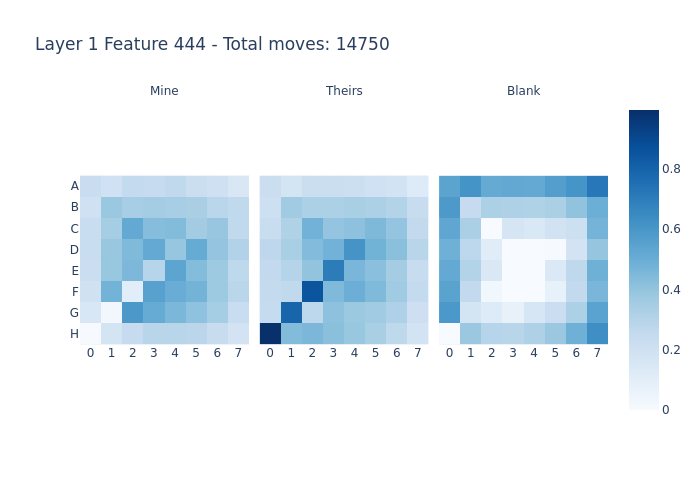 Layer 1 Feature 444 - Total moves: 14750
Mine
Theirs
Blank
A
B
C
D
E
F
G
H
0 1 2 3 4 5 6 7
0 1 2 3 4 5 6 7
0 1 2 3 4 5 6 7
0.8
0.6
0.4
0.2
0